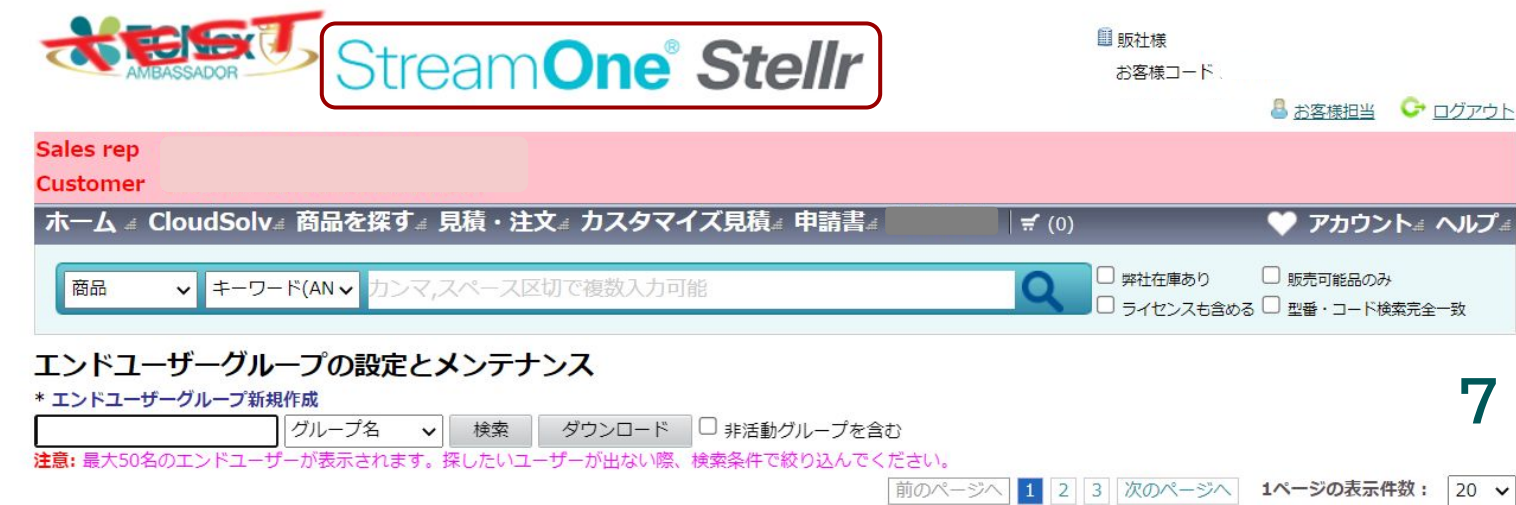 TEST
AMBASSADOR
StreamOne® Stellr
販社様
お客様コード
お客様担当 ログアウト
Sales rep
Customer
ホーム CloudSolv 商品を探す 見積・注文 カスタマイズ見積 申請書 (0) アカウント ヘルプ
商品 キーワード(AN カンマ,スペース区切で複数入力可能
弊社在庫あり 販売可能品のみ
ライセンスも含める 型番・コード検索完全一致
エンドユーザーグループの設定とメンテナンス
* エンドユーザーグループ新規作成
グループ名 検索 ダウンロード 非活動グループを含む
7
注意: 最大50名のエンドユーザーが表示されます。探したいユーザーが出ない際、検索条件で絞り込んでください。
前のページへ 1 2 3 次のページへ 1ページの表示件数： 20